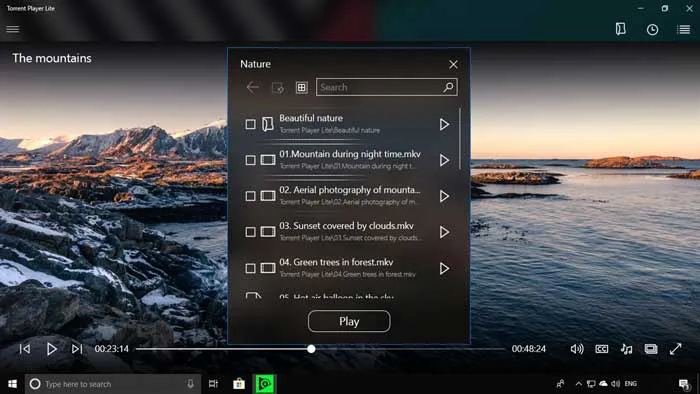 Torrent Player Lite
The mountains
Nature
Search
Beautiful nature
Torrent Player Lite\Beautiful nature
01.Mountain during night time.mkv
Torrent Player Lite\01.Mountain during night t...
02. Aerial photography of mounta...
Torrent Player Lite\02.Aerial photography of m...
03. Sunset covered by clouds.mkv
Torrent Player Lite\03.Sunset covered by clouds...
04. Green trees in forest.mkv
Torrent Player Lite\04.Green trees in forest.mkv
05. Hot air balloon in the sky
Play
00:23:14
00:48:24
CC
Type here to search
ENG